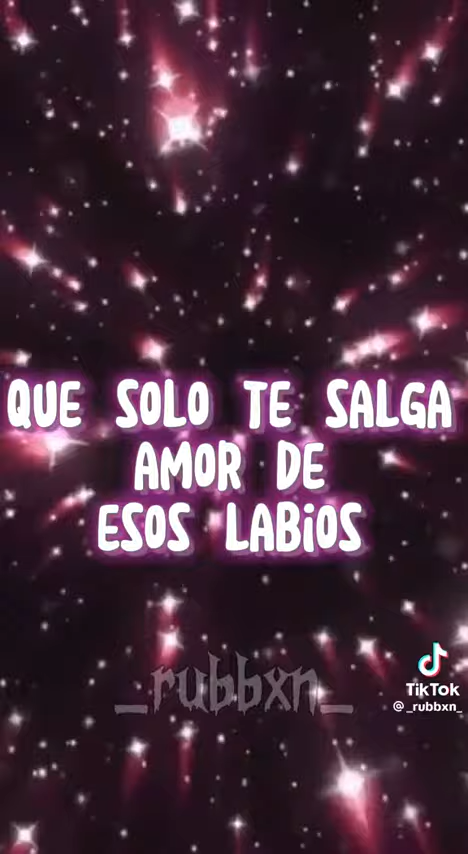 QUE SOLO TE SALGA
AMOR DE
ESOS LABIOS
_rubbxn_
TikTok
@_rubbxn_